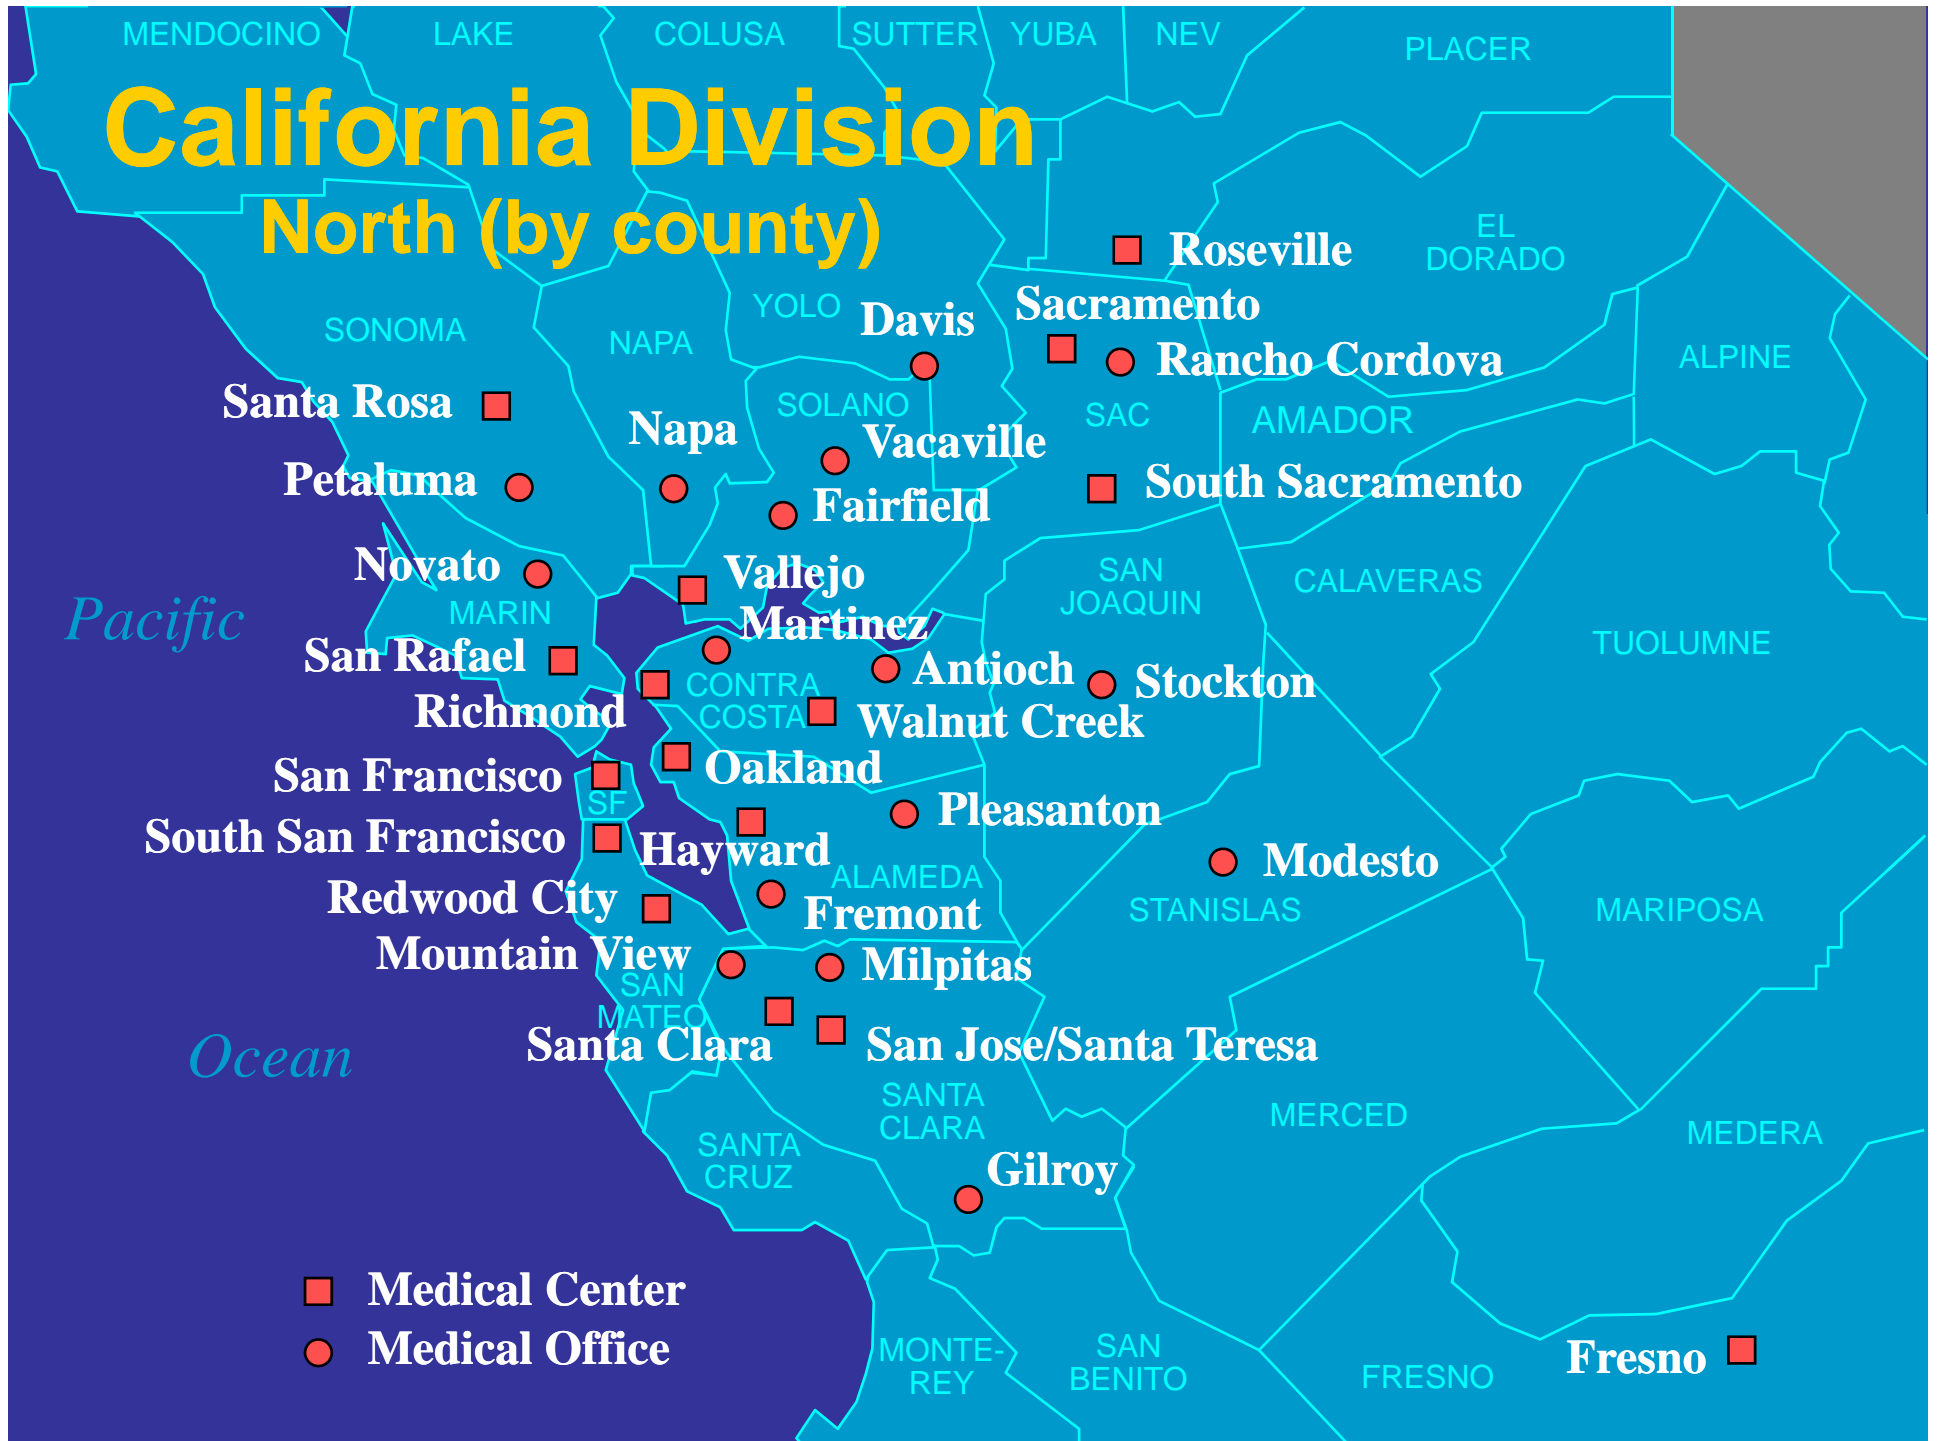 MENDOCINO
LAKE
COLUSA
SUTTER
YUBA
NEV
PLACER
California Division
North (by county)
EL
DORADO
Roseville
Sacramento
YOLO
Davis
SONOMA
NAPA
Rancho Cordova
ALPINE
Santa Rosa
SOLANO
SAC
AMADOR
Napa
Vacaville
Petaluma
South Sacramento
Fairfield
Novato
Vallejo
SAN
JOAQUIN
CALAVERAS
Pacific
MARIN
Martinez
TUOLUMNE
San Rafael
Antioch
CONTRA
COSTA
Stockton
Richmond
Walnut Creek
San Francisco
Oakland
SF
Pleasanton
South San Francisco
Hayward
Modesto
ALAMEDA
Redwood City
Fremont
STANISLAS
MARIPOSA
Mountain View
Milpitas
SAN
MATEO
Ocean
Santa Clara
San Jose/Santa Teresa
SANTA
CLARA
MERCED
MEDERA
SANTA
CRUZ
Gilroy
Medical Center
Medical Office
MONTE-
REY
SAN
BENITO
FRESNO
Fresno